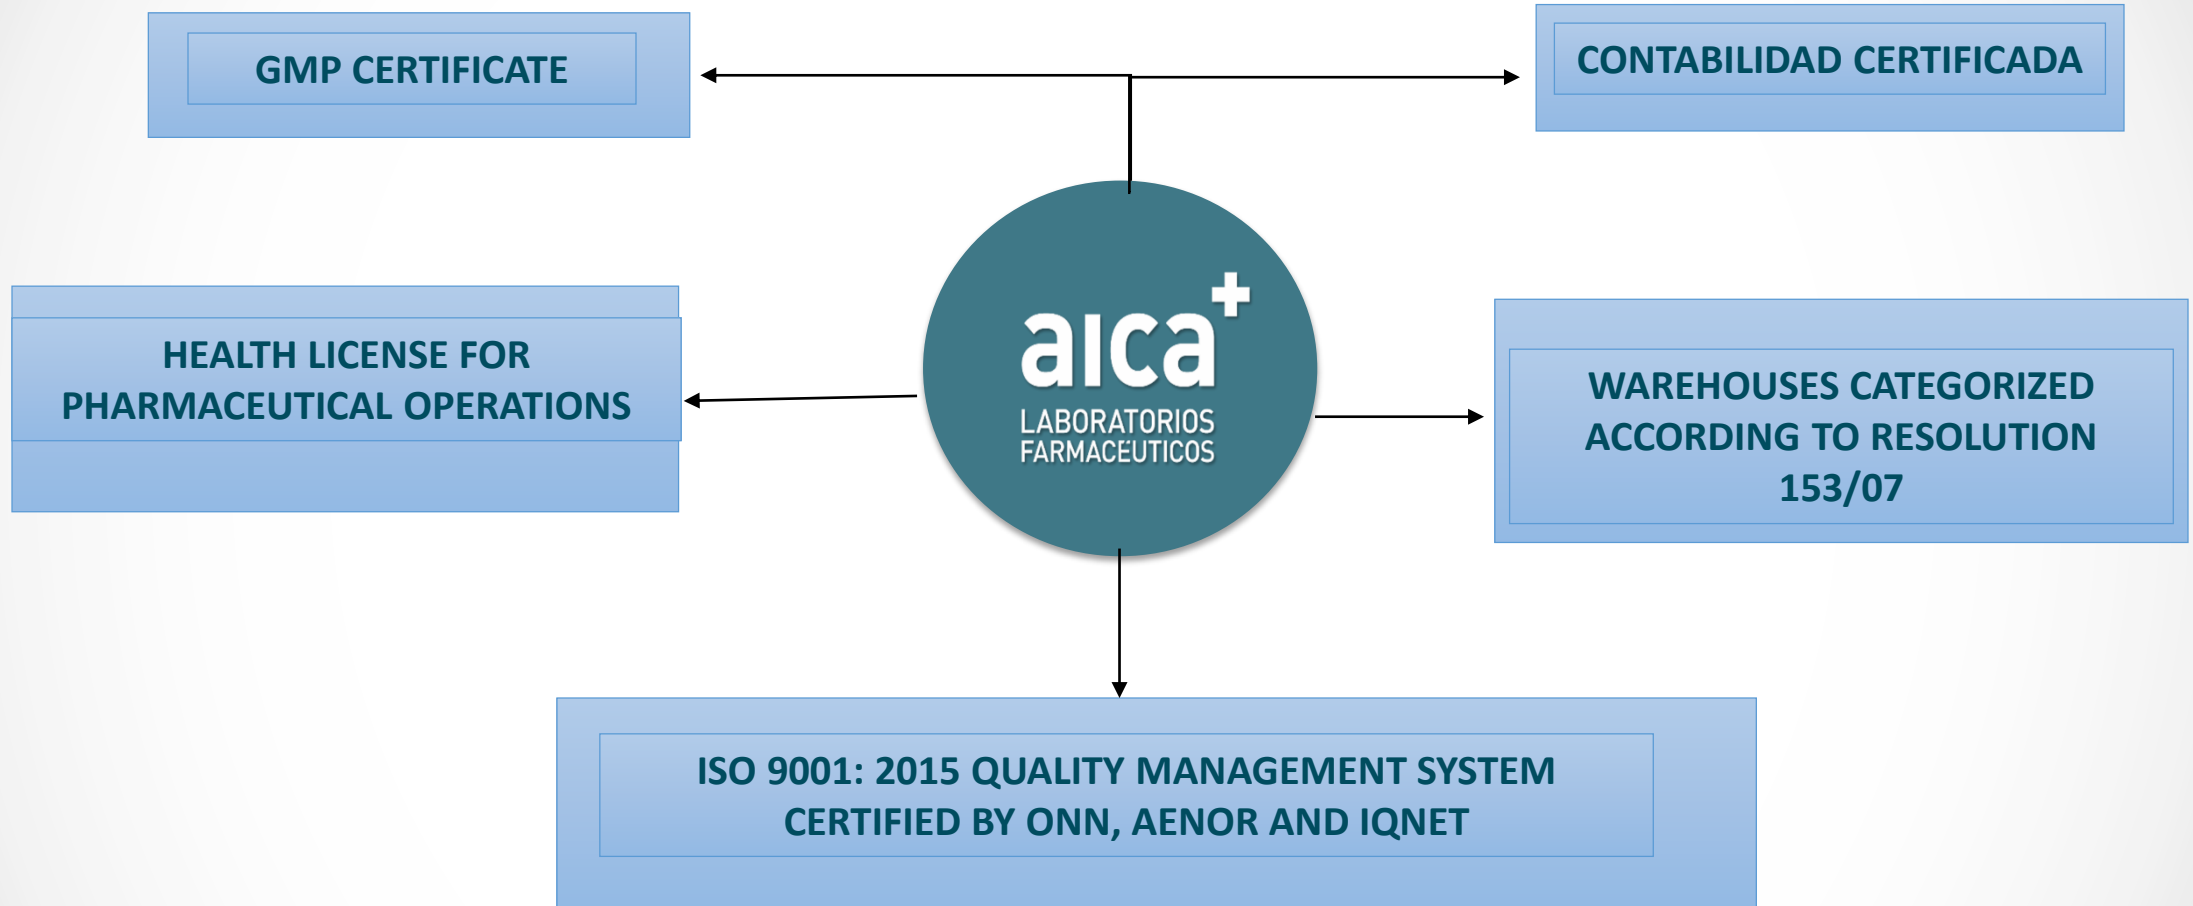 GMP CERTIFICATE
CONTABILIDAD CERTIFICADA
HEALTH LICENSE FOR
PHARMACEUTICAL OPERATIONS
aica+
LABORATORIOS
FARMACÉUTICOS
WAREHOUSES CATEGORIZED
ACCORDING TO RESOLUTION
153/07
ISO 9001: 2015 QUALITY MANAGEMENT SYSTEM
CERTIFIED BY ONN, AENOR AND IQNET